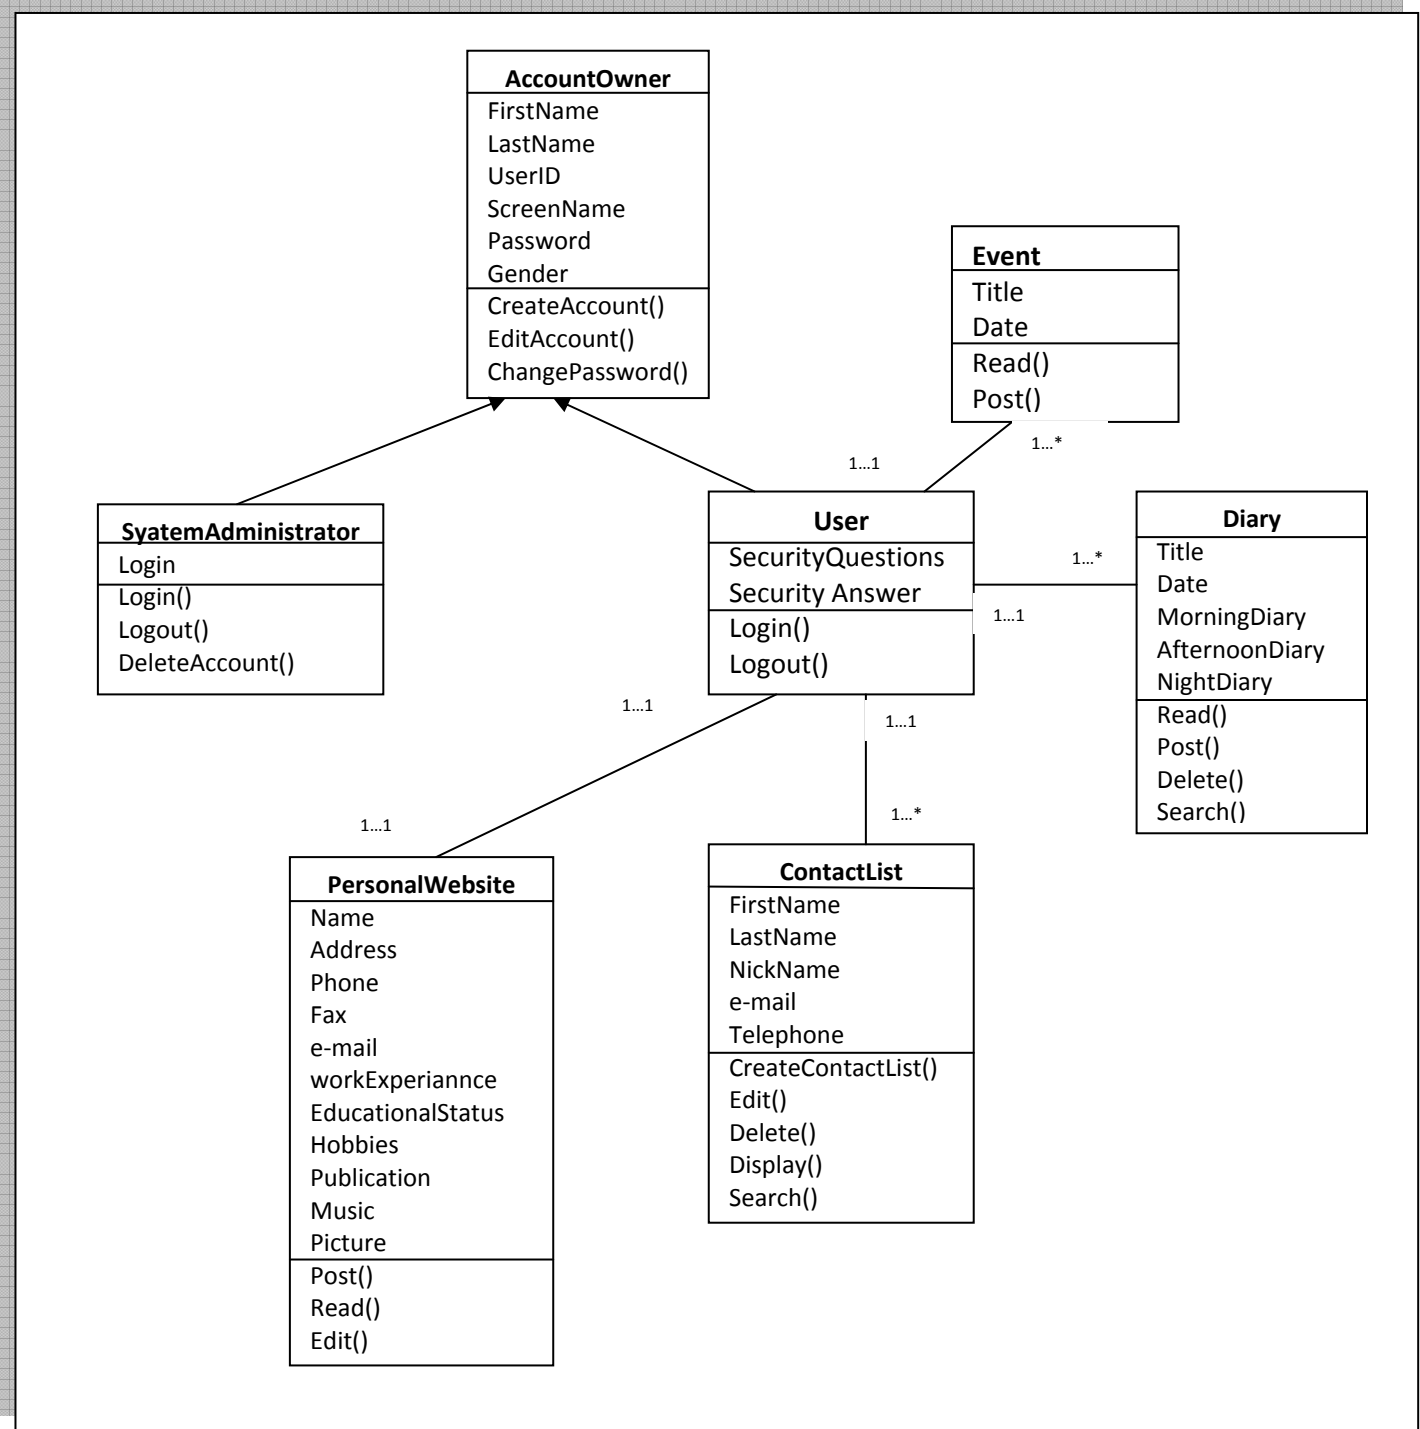 AccountOwner
FirstName
LastName
UserID
ScreenName
Password
Gender
CreateAccount()
EditAccount()
ChangePassword()
Event
Title
Date
Read()
Post()
1...*
1...1
SyatemAdministrator
Login
Login()
Logout()
DeleteAccount()
User
SecurityQuestions
Security Answer
Login()
Logout()
1...*
1...1
Diary
Title
Date
MorningDiary
AfternoonDiary
NightDiary
Read()
Post()
Delete()
Search()
1...1
1...1
1...1
1...*
PersonalWebsite
Name
Address
Phone
Fax
e-mail
workExperiannce
EducationalStatus
Hobbies
Publication
Music
Picture
Post()
Read()
Edit()
ContactList
FirstName
LastName
NickName
e-mail
Telephone
CreateContactList()
Edit()
Delete()
Display()
Search()